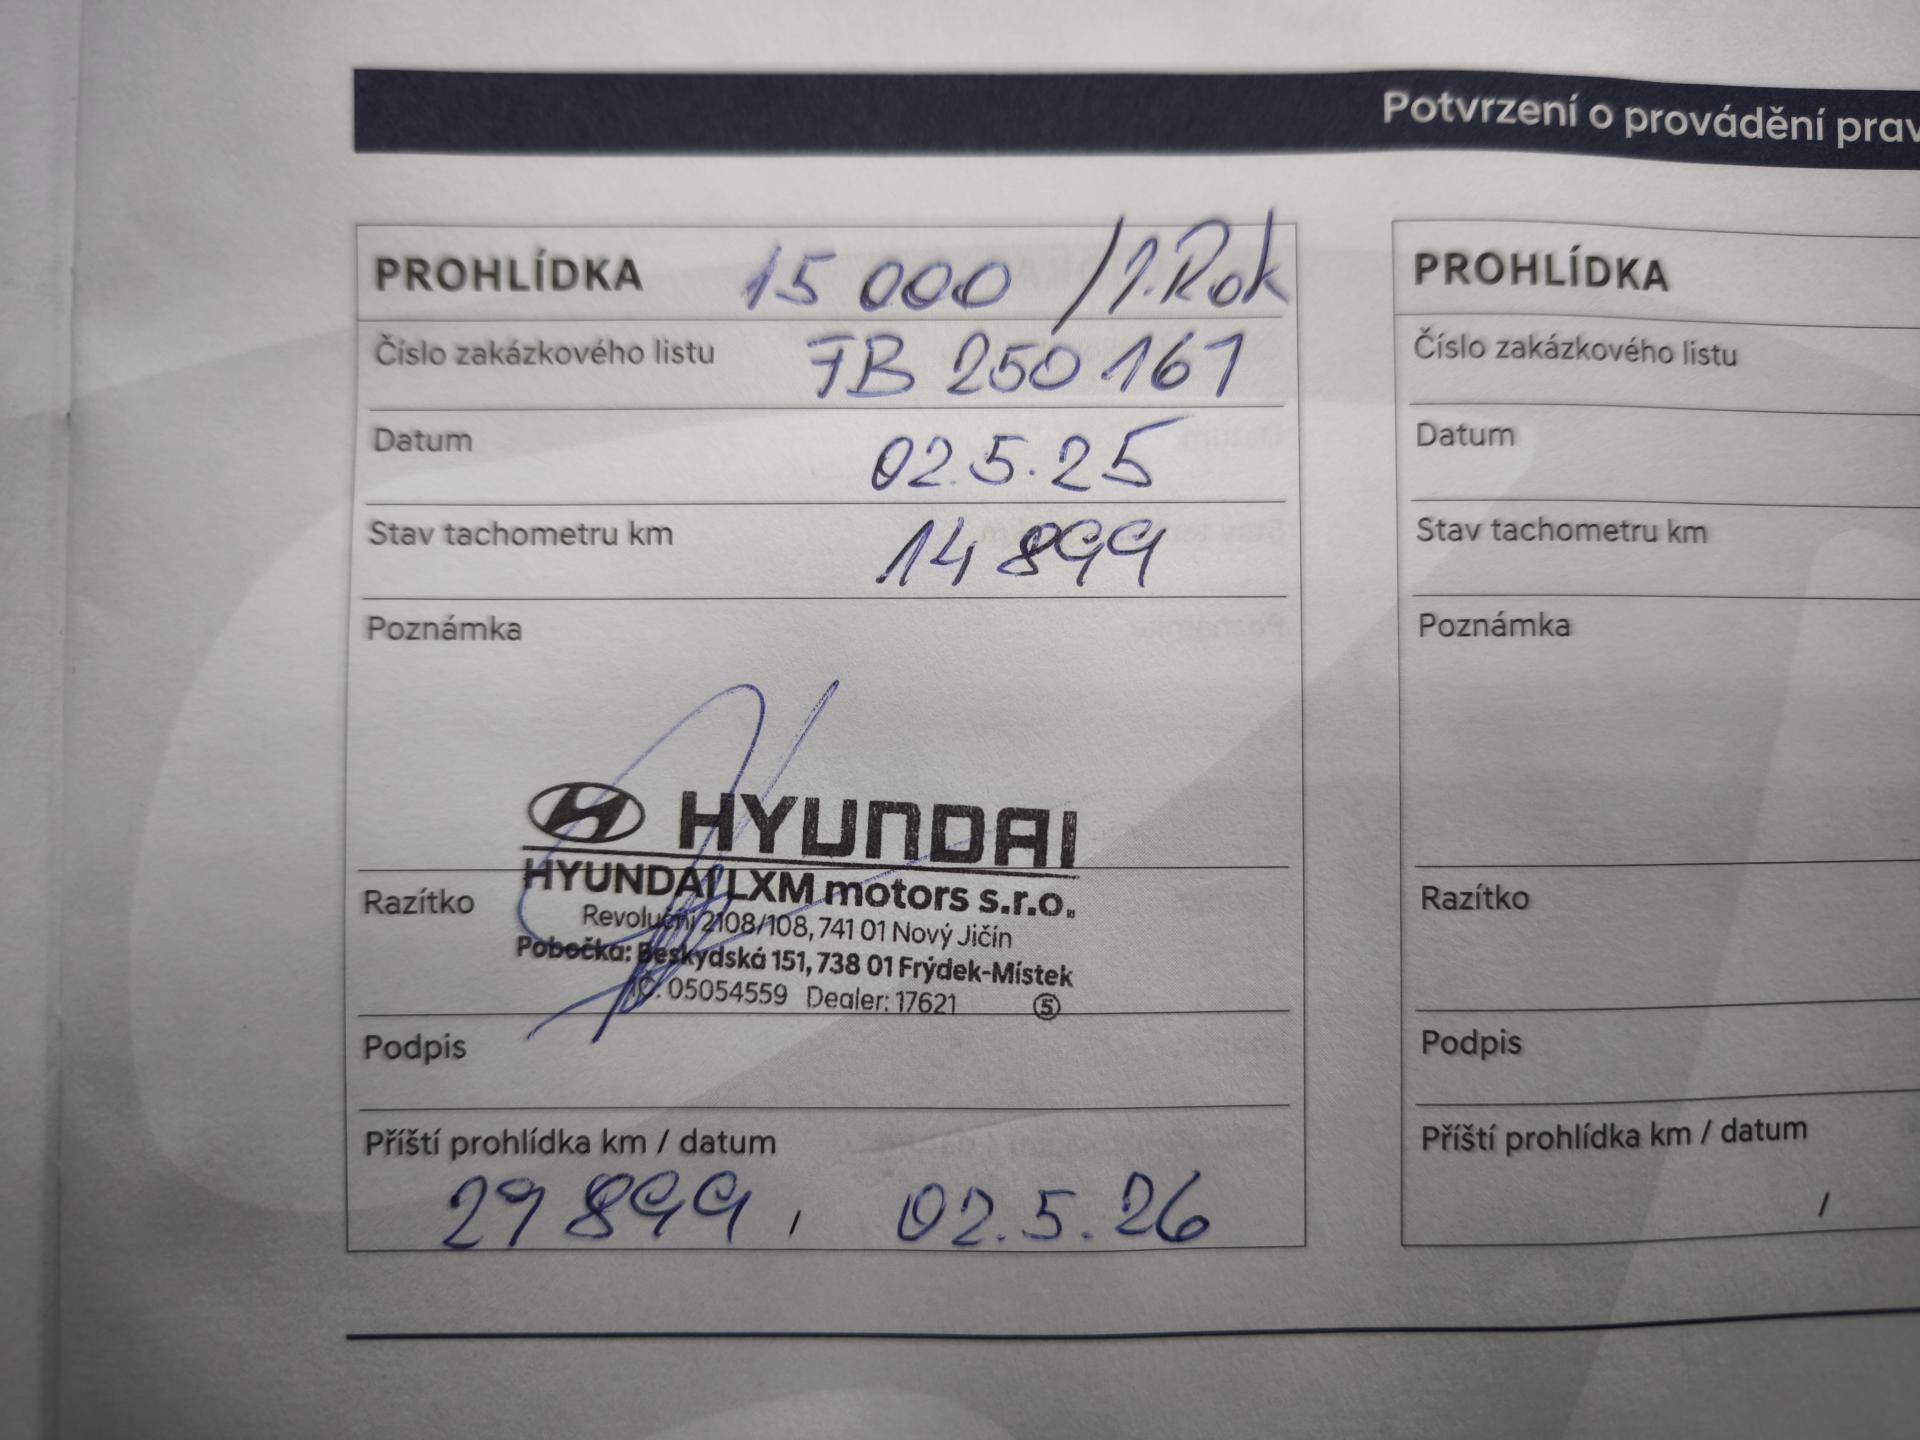 Potvrzení o provádění prav
PROHLÍDKA 15 000 / 1. Rok
Číslo zakázkového listu FB 250 161
Datum 02.5.25
Stav tachometru km 14 899
Poznámka
HYUNDAI
HYUNDAI LXM motors s.r.o.
Razítko
Revoluční 2108/108, 741 01 Nový Jičín
Pobočka: Beskydská 151, 738 01 Frýdek-Místek
IČ: 05054559 Dealer: 17621 5
Podpis
Příští prohlídka km / datum
29 899 / 02.5.26
PROHLÍDKA
Číslo zakázkového listu
Datum
Stav tachometru km
Poznámka
Razítko
Podpis
Příští prohlídka km / datum
/